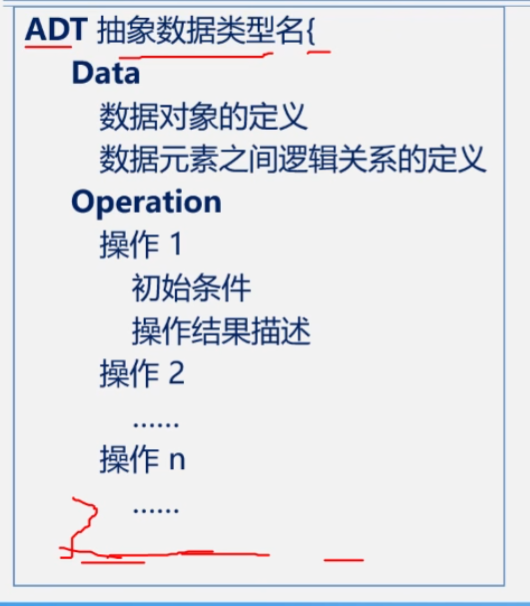 ADT 抽象数据类型名{
Data
数据对象的定义
数据元素之间逻辑关系的定义
Operation
操作 1
初始条件
操作结果描述
操作 2
……
操作 n
……